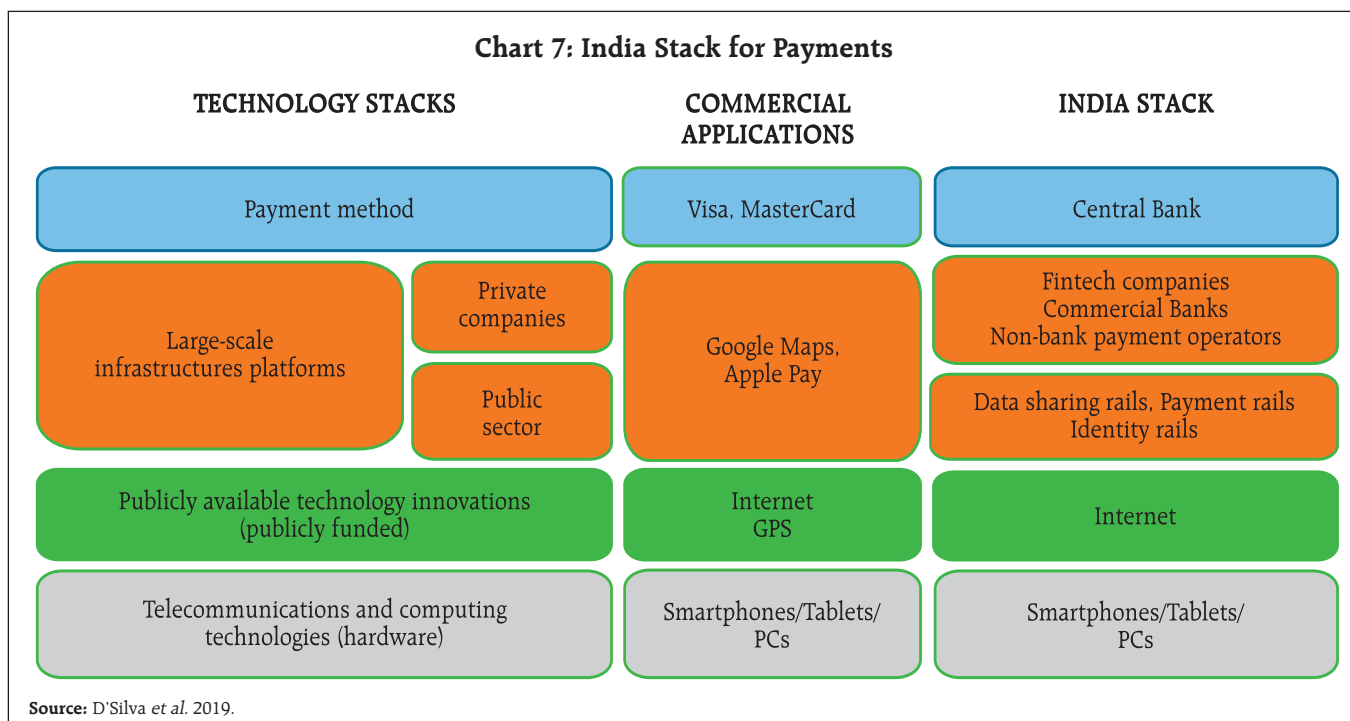 Chart 7: India Stack for Payments
TECHNOLOGY STACKS
COMMERCIAL
APPLICATIONS
INDIA STACK
Payment method
Visa, MasterCard
Central Bank
Large-scale
infrastructures platforms
Private
companies
Public
sector
Google Maps,
Apple Pay
Fintech companies
Commercial Banks
Non-bank payment operators
Data sharing rails, Payment rails
Identity rails
Publicly available technology innovations
(publicly funded)
Internet
GPS
Internet
Telecommunications and computing
technologies (hardware)
Smartphones/Tablets/
PCs
Smartphones/Tablets/
PCs
Source: D'Silva et al. 2019.